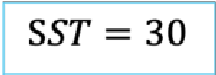 SST = 30